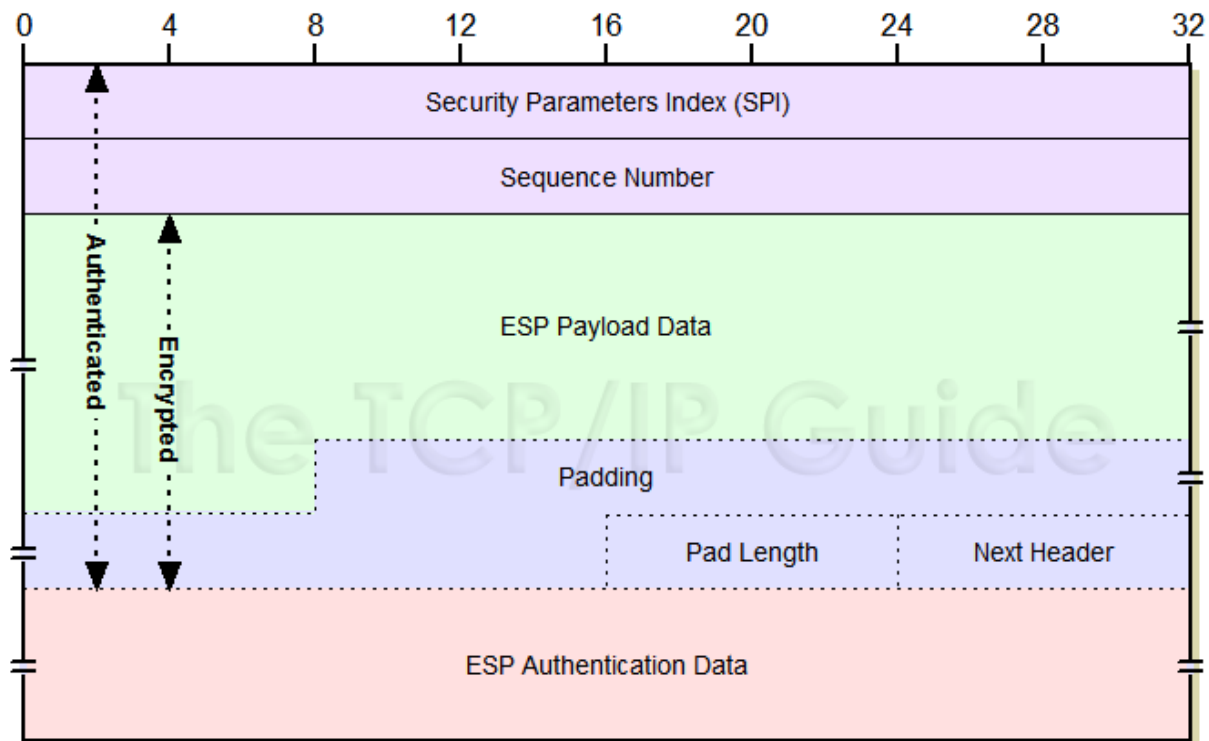 0 4 8 12 16 20 24 28 32
Security Parameters Index (SPI)
Sequence Number
Authenticated
Encrypted
ESP Payload Data
The TCP/IP Guide
Padding
Pad Length Next Header
ESP Authentication Data